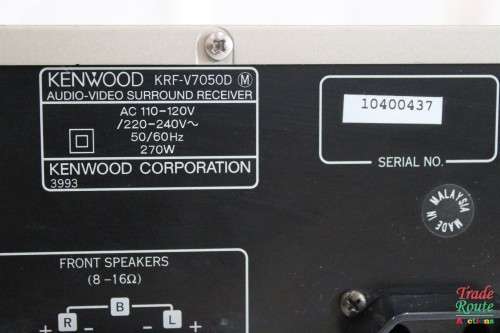 KENWOOD KRF-V7050D Ⓜ
AUDIO-VIDEO SURROUND RECEIVER
AC 110-120V
/220-240V～
50/60Hz
270W
KENWOOD CORPORATION
3993
10400437
SERIAL NO.
MADE IN MALAYSIA
FRONT SPEAKERS
(8 -16Ω)
B
+ R - - L +
Trade
Route
Auctions